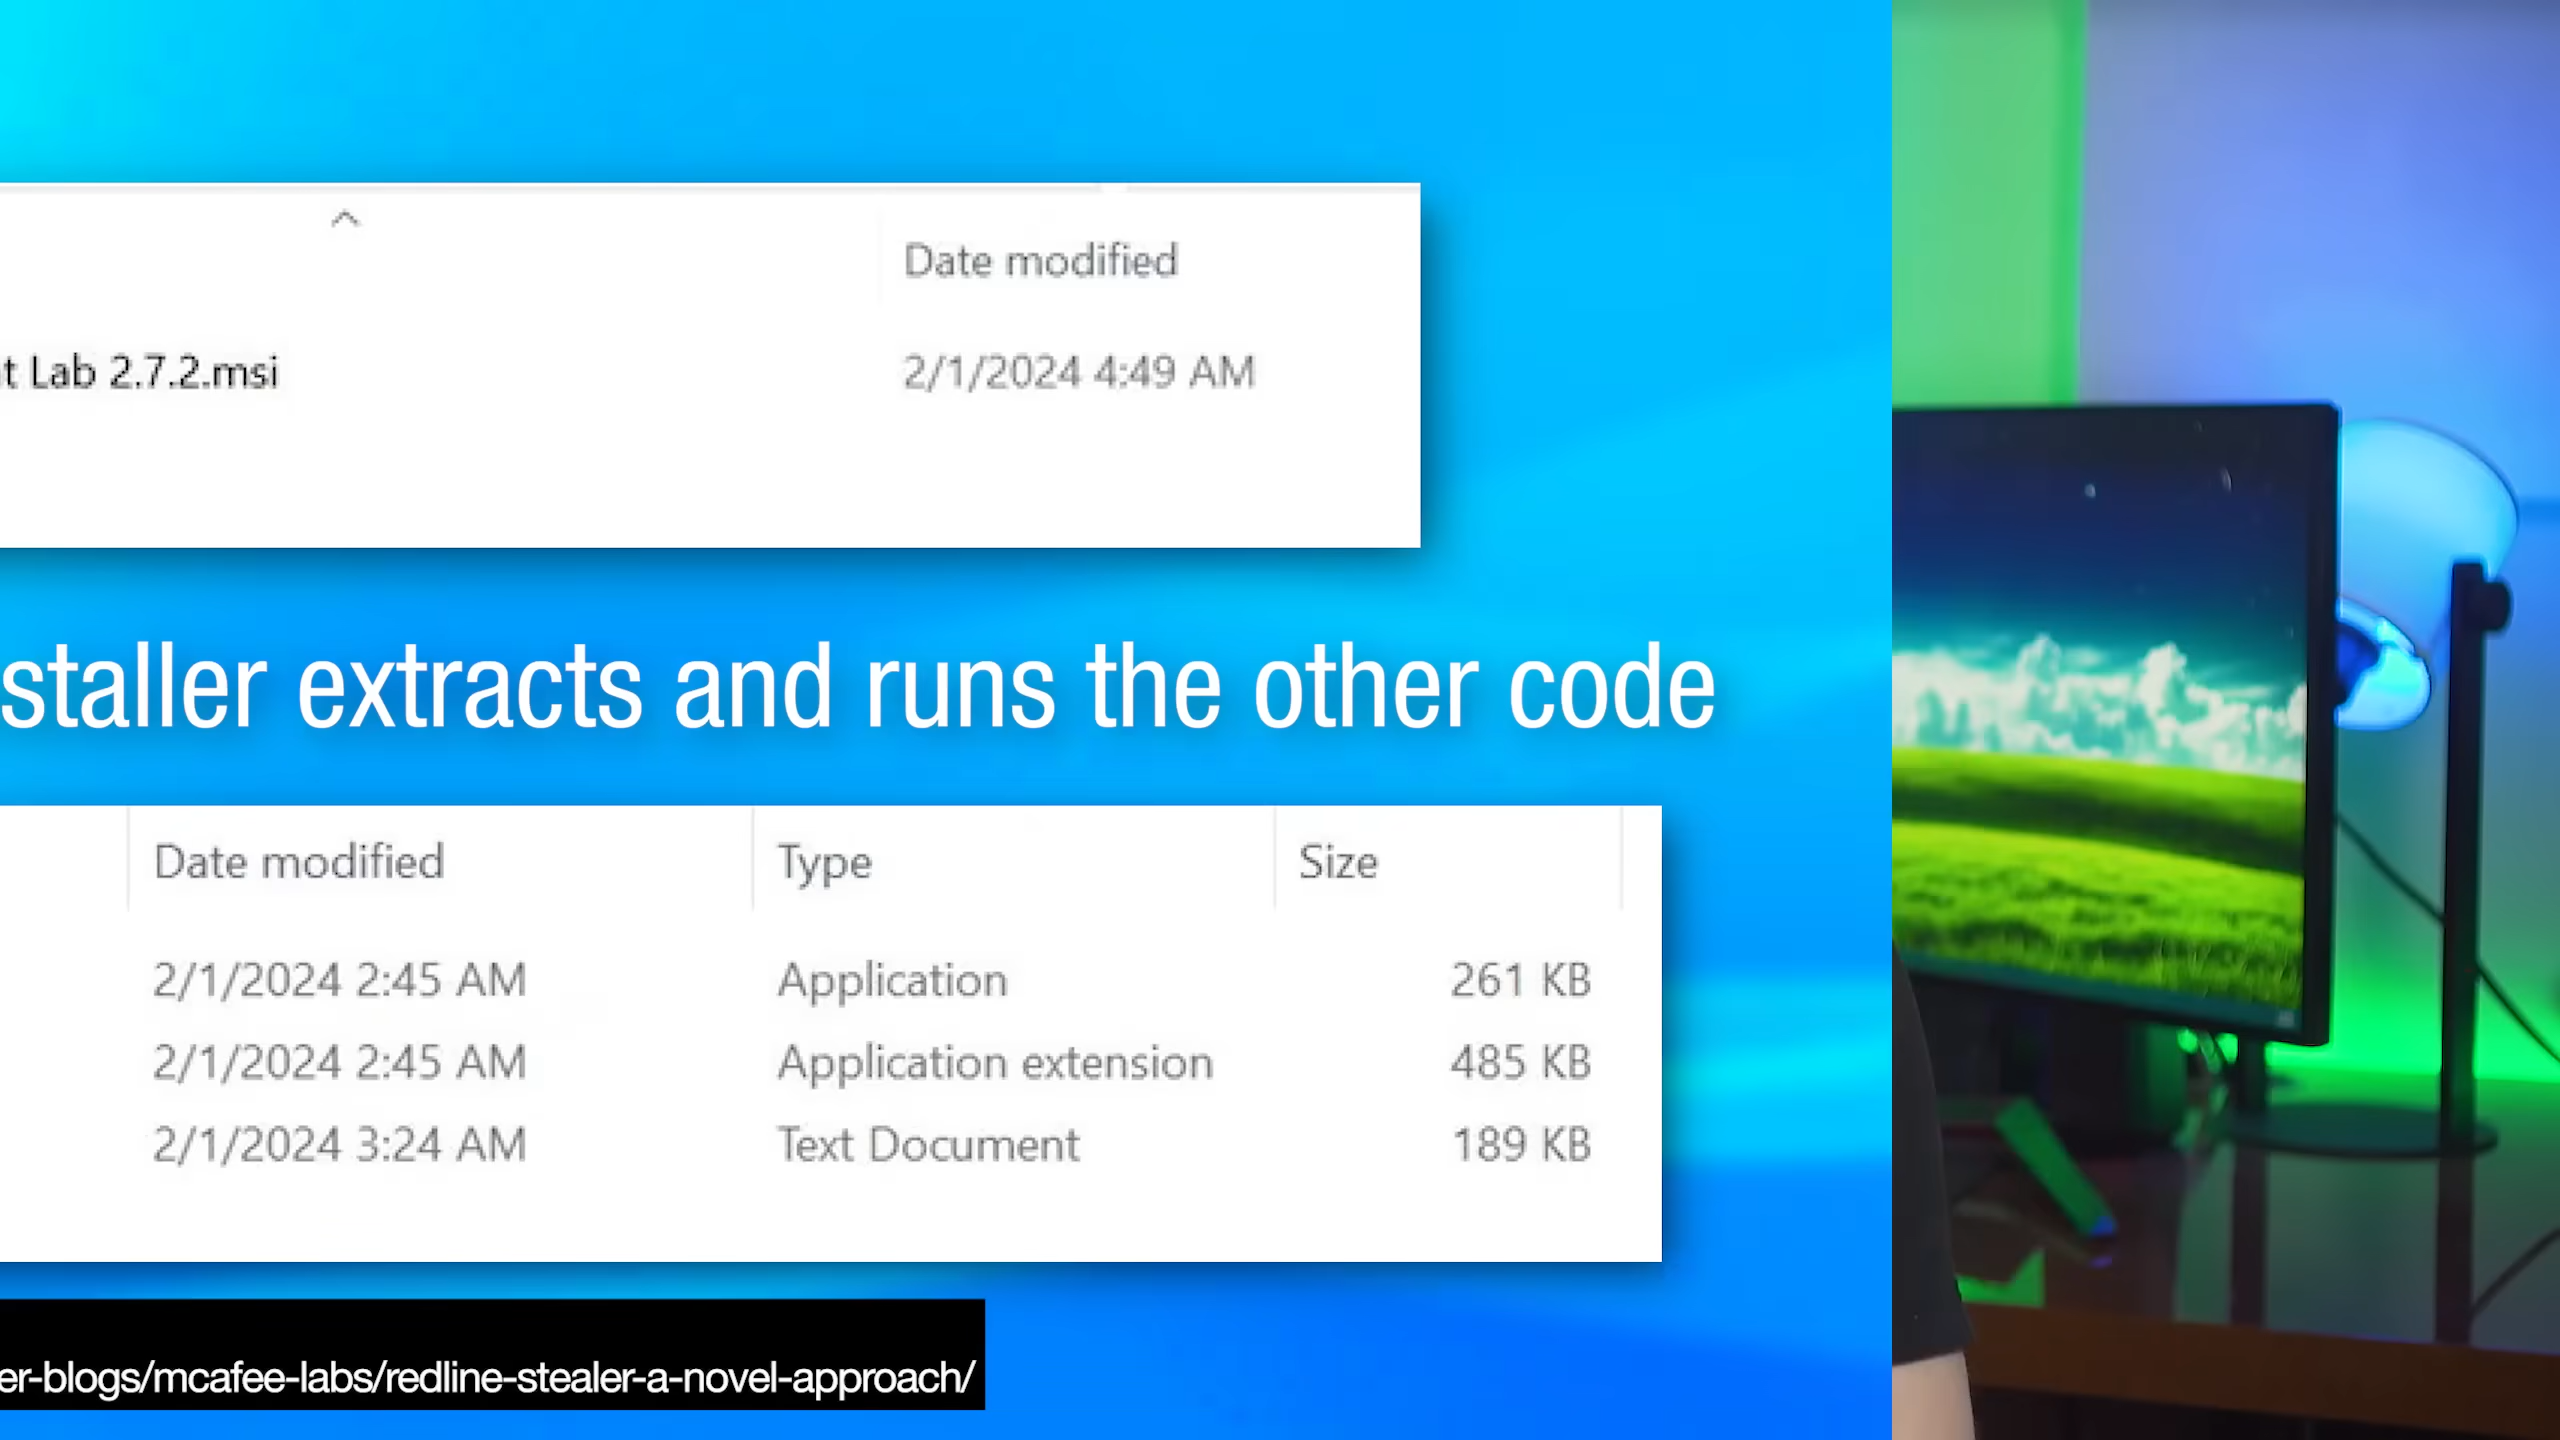 Date modified
t Lab 2.7.2.msi 2/1/2024 4:49 AM
staller extracts and runs the other code
Date modified Type Size
2/1/2024 2:45 AM Application 261 KB
2/1/2024 2:45 AM Application extension 485 KB
2/1/2024 3:24 AM Text Document 189 KB
er-blogs/mcafee-labs/redline-stealer-a-novel-approach/